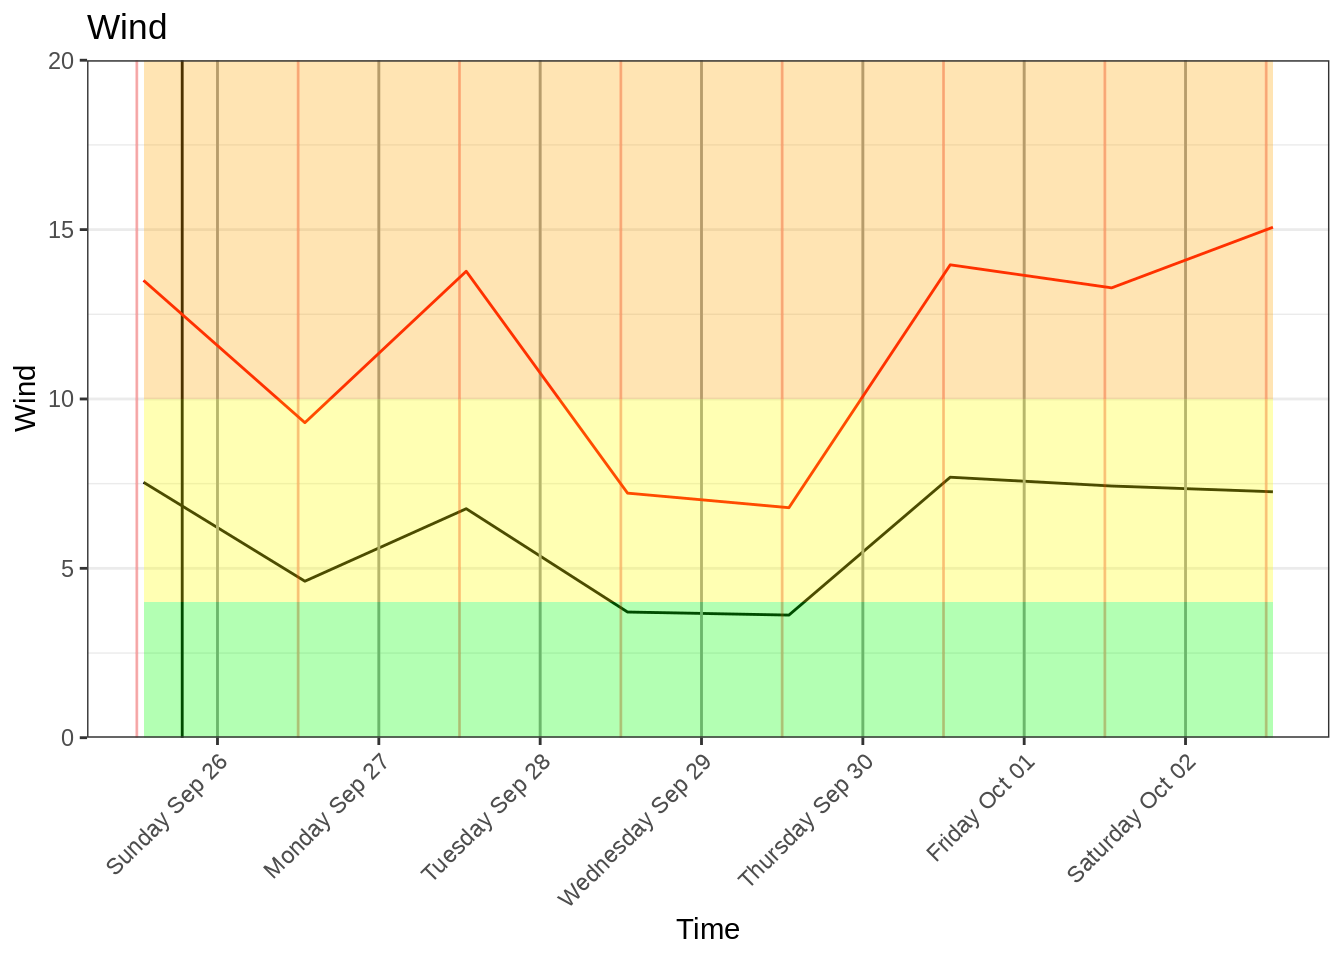 Wind
20
15
10
5
0
Wind
Sunday Sep 26
Monday Sep 27
Tuesday Sep 28
Wednesday Sep 29
Thursday Sep 30
Friday Oct 01
Saturday Oct 02
Time